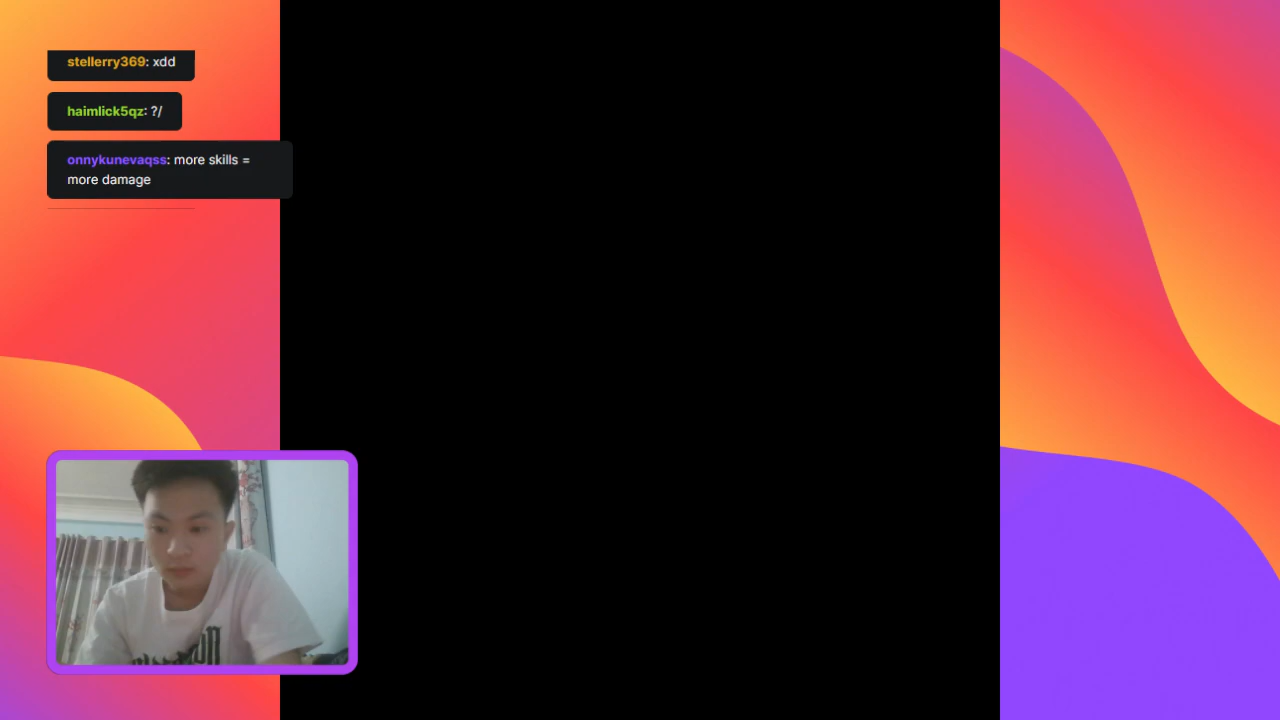 stellerry369: xdd
haimlick5qz: ?/
onnykunevaqss: more skills =
more damage